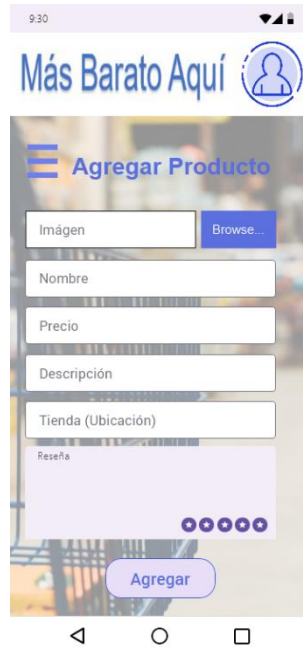 9:30
Más Barato Aquí
Agregar Producto
Imágen
Browse...
Nombre
Precio
Descripción
Tienda (Ubicación)
Reseña
Agregar